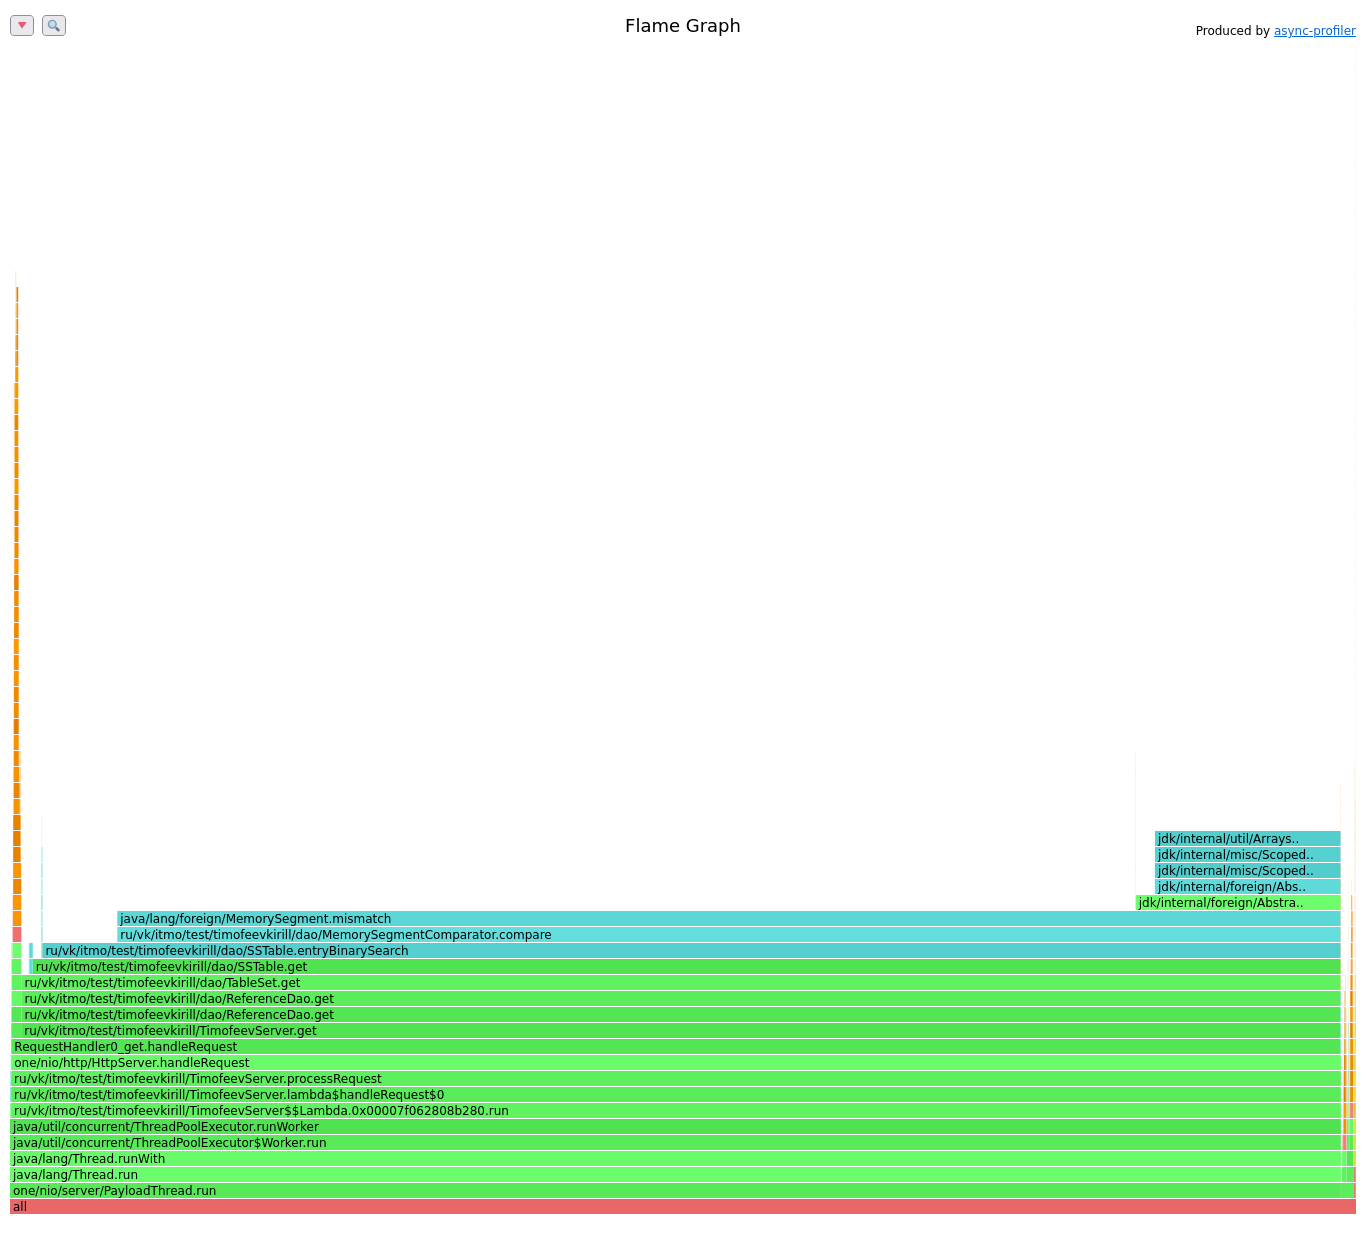 Flame Graph
Produced by async-profiler
jdk/internal/util/Arrays..
jdk/internal/misc/Scoped..
jdk/internal/misc/Scoped..
jdk/internal/foreign/Abs..
jdk/internal/foreign/Abstra..
java/lang/foreign/MemorySegment.mismatch
ru/vk/itmo/test/timofeevkirill/dao/MemorySegmentComparator.compare
ru/vk/itmo/test/timofeevkirill/dao/SSTable.entryBinarySearch
ru/vk/itmo/test/timofeevkirill/dao/SSTable.get
ru/vk/itmo/test/timofeevkirill/dao/TableSet.get
ru/vk/itmo/test/timofeevkirill/dao/ReferenceDao.get
ru/vk/itmo/test/timofeevkirill/dao/ReferenceDao.get
ru/vk/itmo/test/timofeevkirill/TimofeevServer.get
RequestHandler0_get.handleRequest
one/nio/http/HttpServer.handleRequest
ru/vk/itmo/test/timofeevkirill/TimofeevServer.processRequest
ru/vk/itmo/test/timofeevkirill/TimofeevServer.lambda$handleRequest$0
ru/vk/itmo/test/timofeevkirill/TimofeevServer$$Lambda.0x00007f062808b280.run
java/util/concurrent/ThreadPoolExecutor.runWorker
java/util/concurrent/ThreadPoolExecutor$Worker.run
java/lang/Thread.runWith
java/lang/Thread.run
one/nio/server/PayloadThread.run
all